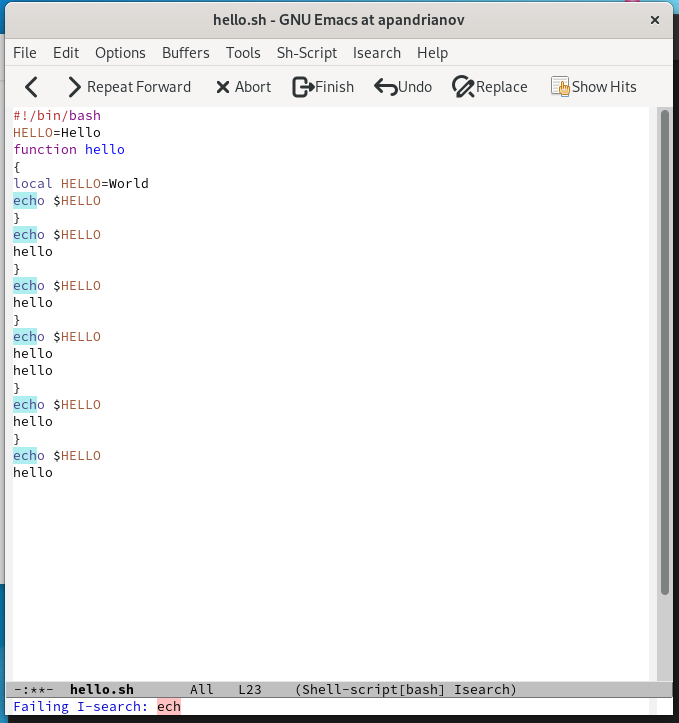 hello.sh - GNU Emacs at apandrianov
File Edit Options Buffers Tools Sh-Script Isearch Help
Repeat Forward Abort Finish Undo Replace Show Hits
#!/bin/bash
HELLO=Hello
function hello
{
local HELLO=World
echo $HELLO
}
echo $HELLO
hello
}
echo $HELLO
hello
}
echo $HELLO
hello
hello
}
echo $HELLO
hello
}
echo $HELLO
hello
-:**-  hello.sh       All   L23    (Shell-script[bash] Isearch)
Failing I-search: ech